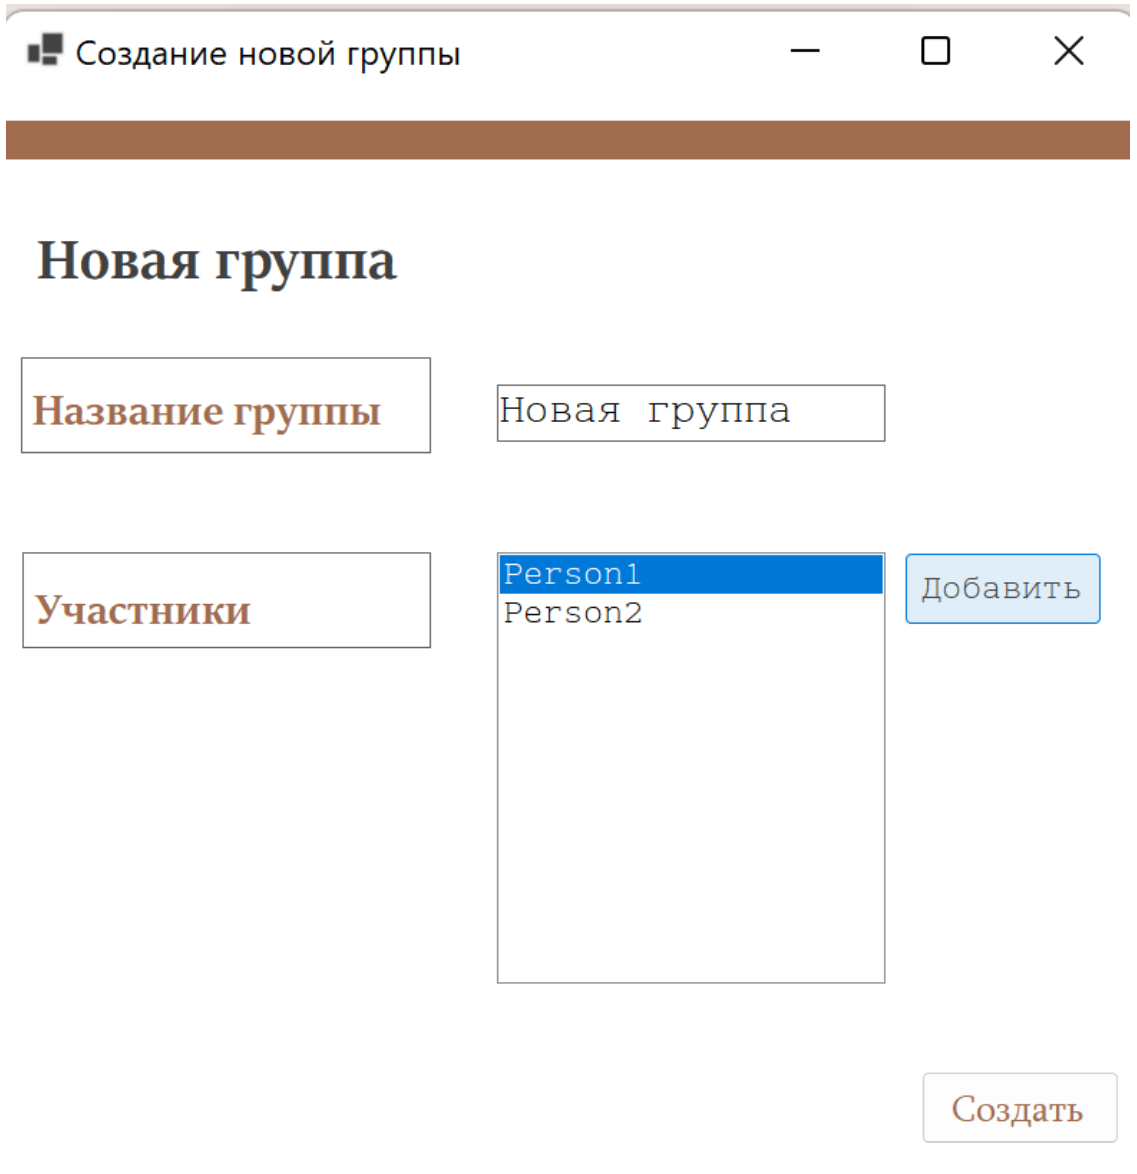 Создание новой группы
Новая группа
Название группы
Новая группа
Участники
Person1
Добавить
Person2
Создать